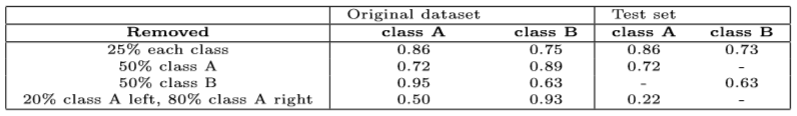 Original dataset Test set
Removed class A class B class A class B
25% each class 0.86 0.75 0.86 0.73
50% class A 0.72 0.89 0.72 -
50% class B 0.95 0.63 - 0.63
20% class A left, 80% class A right 0.50 0.93 0.22 -